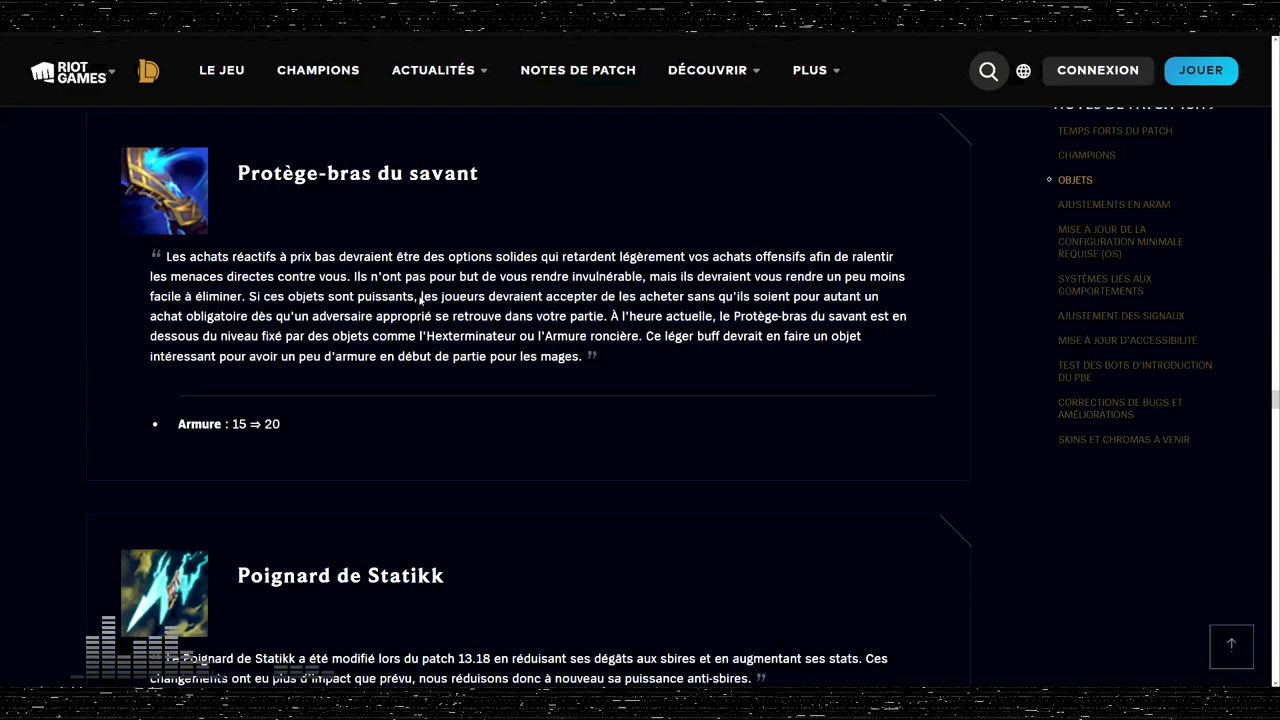 RIOT GAMES
LE JEU
CHAMPIONS
ACTUALITÉS
NOTES DE PATCH
DÉCOUVRIR
PLUS
CONNEXION
JOUER
Protège-bras du savant
“ Les achats réactifs à prix bas devraient être des options solides qui retardent légèrement vos achats offensifs afin de ralentir
les menaces directes contre vous. Ils n'ont pas pour but de vous rendre invulnérable, mais ils devraient vous rendre un peu moins
facile à éliminer. Si ces objets sont puissants, les joueurs devraient accepter de les acheter sans qu'ils soient pour autant un
achat obligatoire dès qu'un adversaire approprié se retrouve dans votre partie. À l'heure actuelle, le Protège-bras du savant est en
dessous du niveau fixé par des objets comme l'Hexterminateur ou l'Armure roncière. Ce léger buff devrait en faire un objet
intéressant pour avoir un peu d'armure en début de partie pour les mages. ”
• Armure : 15 ⇒ 20
Poignard de Statikk
Le Poignard de Statikk a été modifié au patch 13.18 en réduisant ses dégâts aux sbires et en augmentant ses stats. Ces
changements ont eu plus d'impact que prévu, nous réduisons donc à nouveau sa puissance anti-sbires. ”
NOTES DE PATCH
TEMPS FORTS DU PATCH
CHAMPIONS
OBJETS
AJUSTEMENTS EN ARAM
MISE À JOUR DE LA
CONFIGURATION MINIMALE
REQUISE (OS)
SYSTÈMES LIÉS AUX
COMPORTEMENTS
AJUSTEMENT DES SIGNAUX
MISE À JOUR D'ACCESSIBILITÉ
TEST DES BOTS D'INTRODUCTION
DU PBE
CORRECTIONS DE BUGS ET
AMÉLIORATIONS
SKINS ET CHROMAS À VENIR